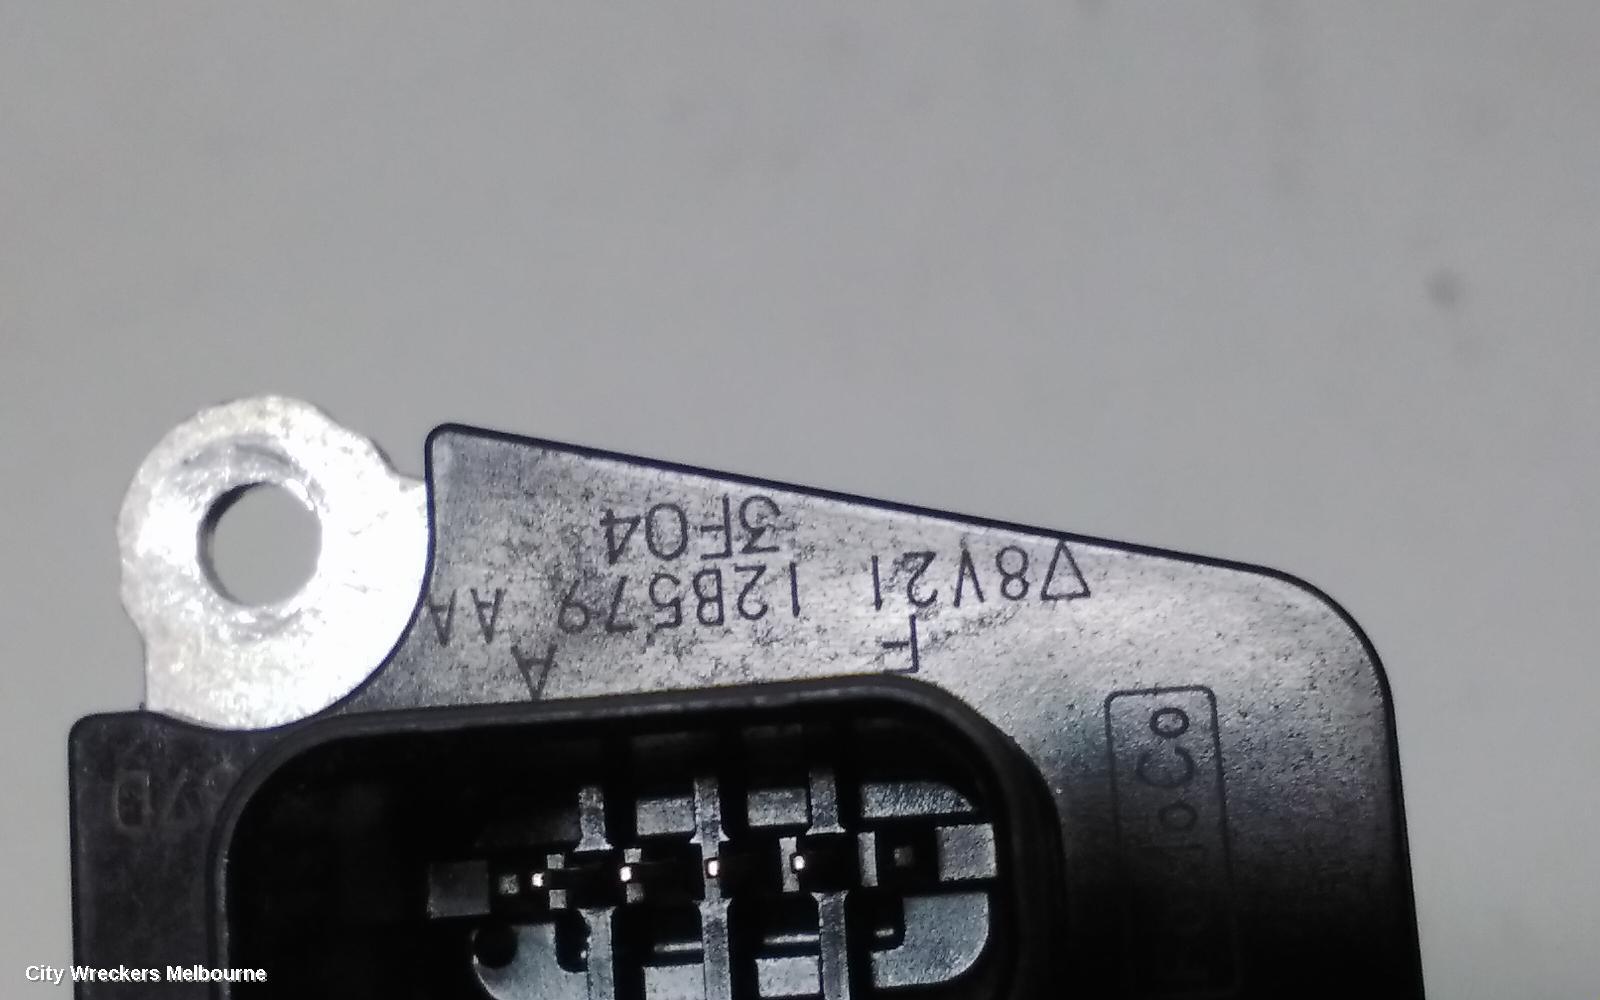 F A
▽8V21 12B579 AA
3F04
City Wreckers Melbourne